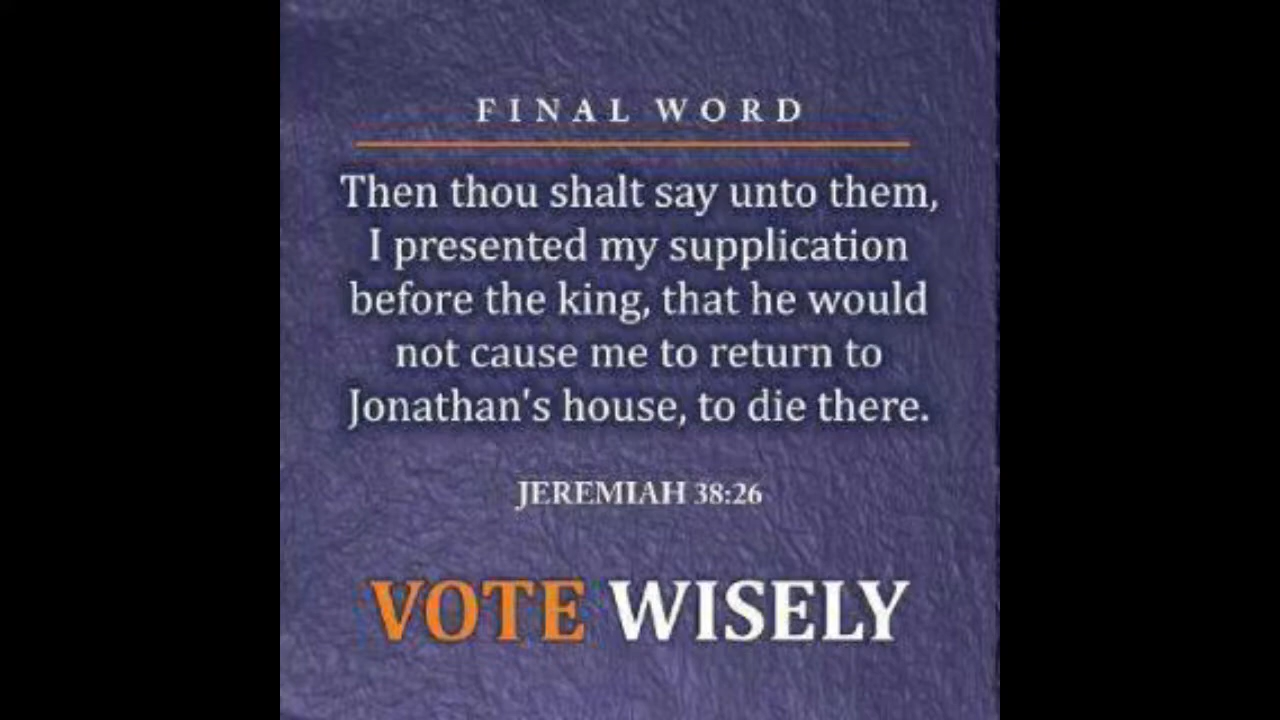 FINAL WORD
Then thou shalt say unto them,
I presented my supplication
before the king, that he would
not cause me to return to
Jonathan's house, to die there.
JEREMIAH 38:26
VOTE WISELY